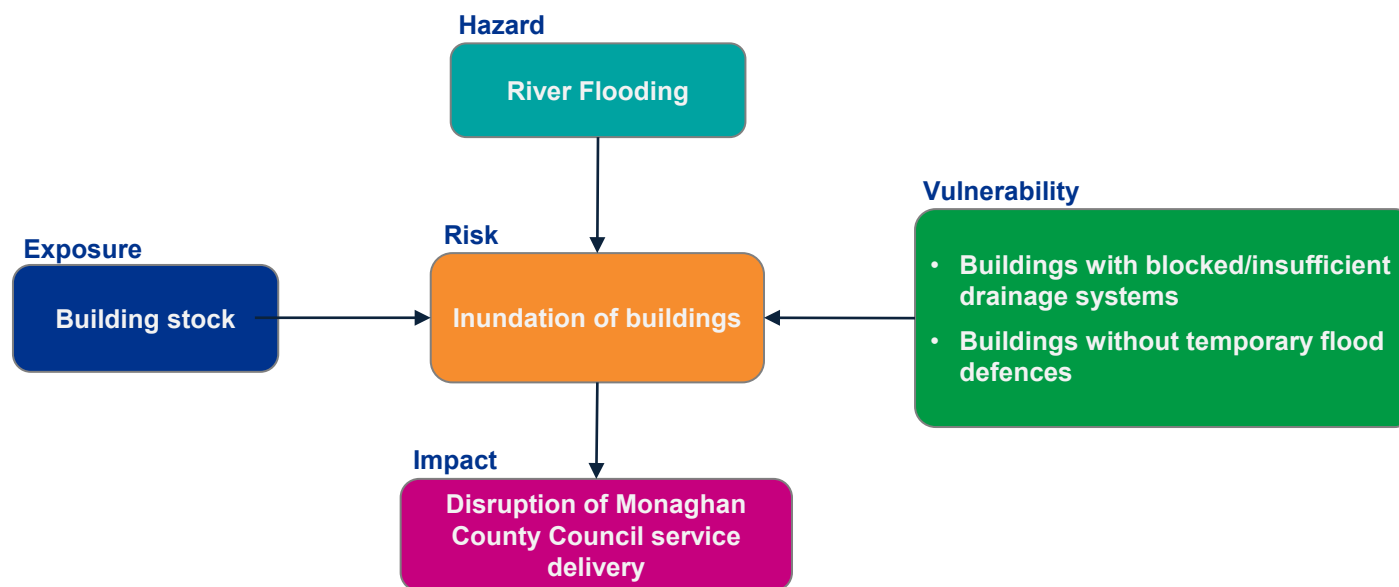 Hazard
River Flooding
Vulnerability
• Buildings with blocked/insufficient
drainage systems
• Buildings without temporary flood
defences
Exposure
Building stock
Risk
Inundation of buildings
Impact
Disruption of Monaghan
County Council service
delivery